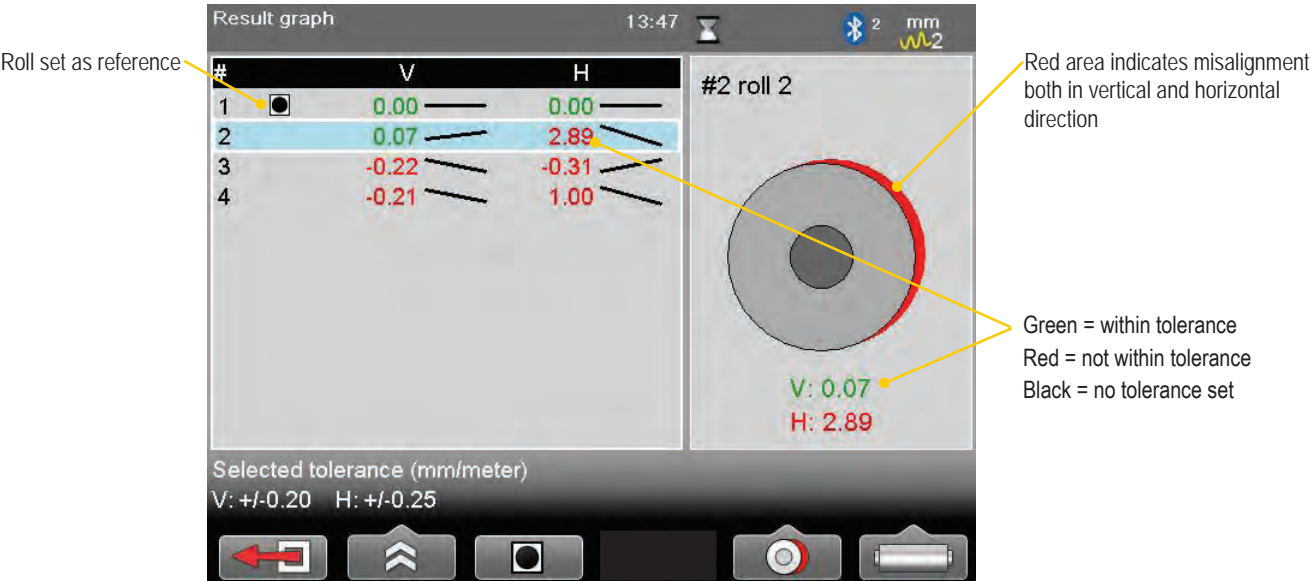 Result graph 13:47 2 mm
2
Roll set as reference
# V H
1 0.00 0.00
2 0.07 2.89
3 -0.22 -0.31
4 -0.21 1.00
#2 roll 2
V: 0.07
H: 2.89
Red area indicates misalignment
both in vertical and horizontal
direction
Green = within tolerance
Red = not within tolerance
Black = no tolerance set
Selected tolerance (mm/meter)
V: +/-0.20 H: +/-0.25